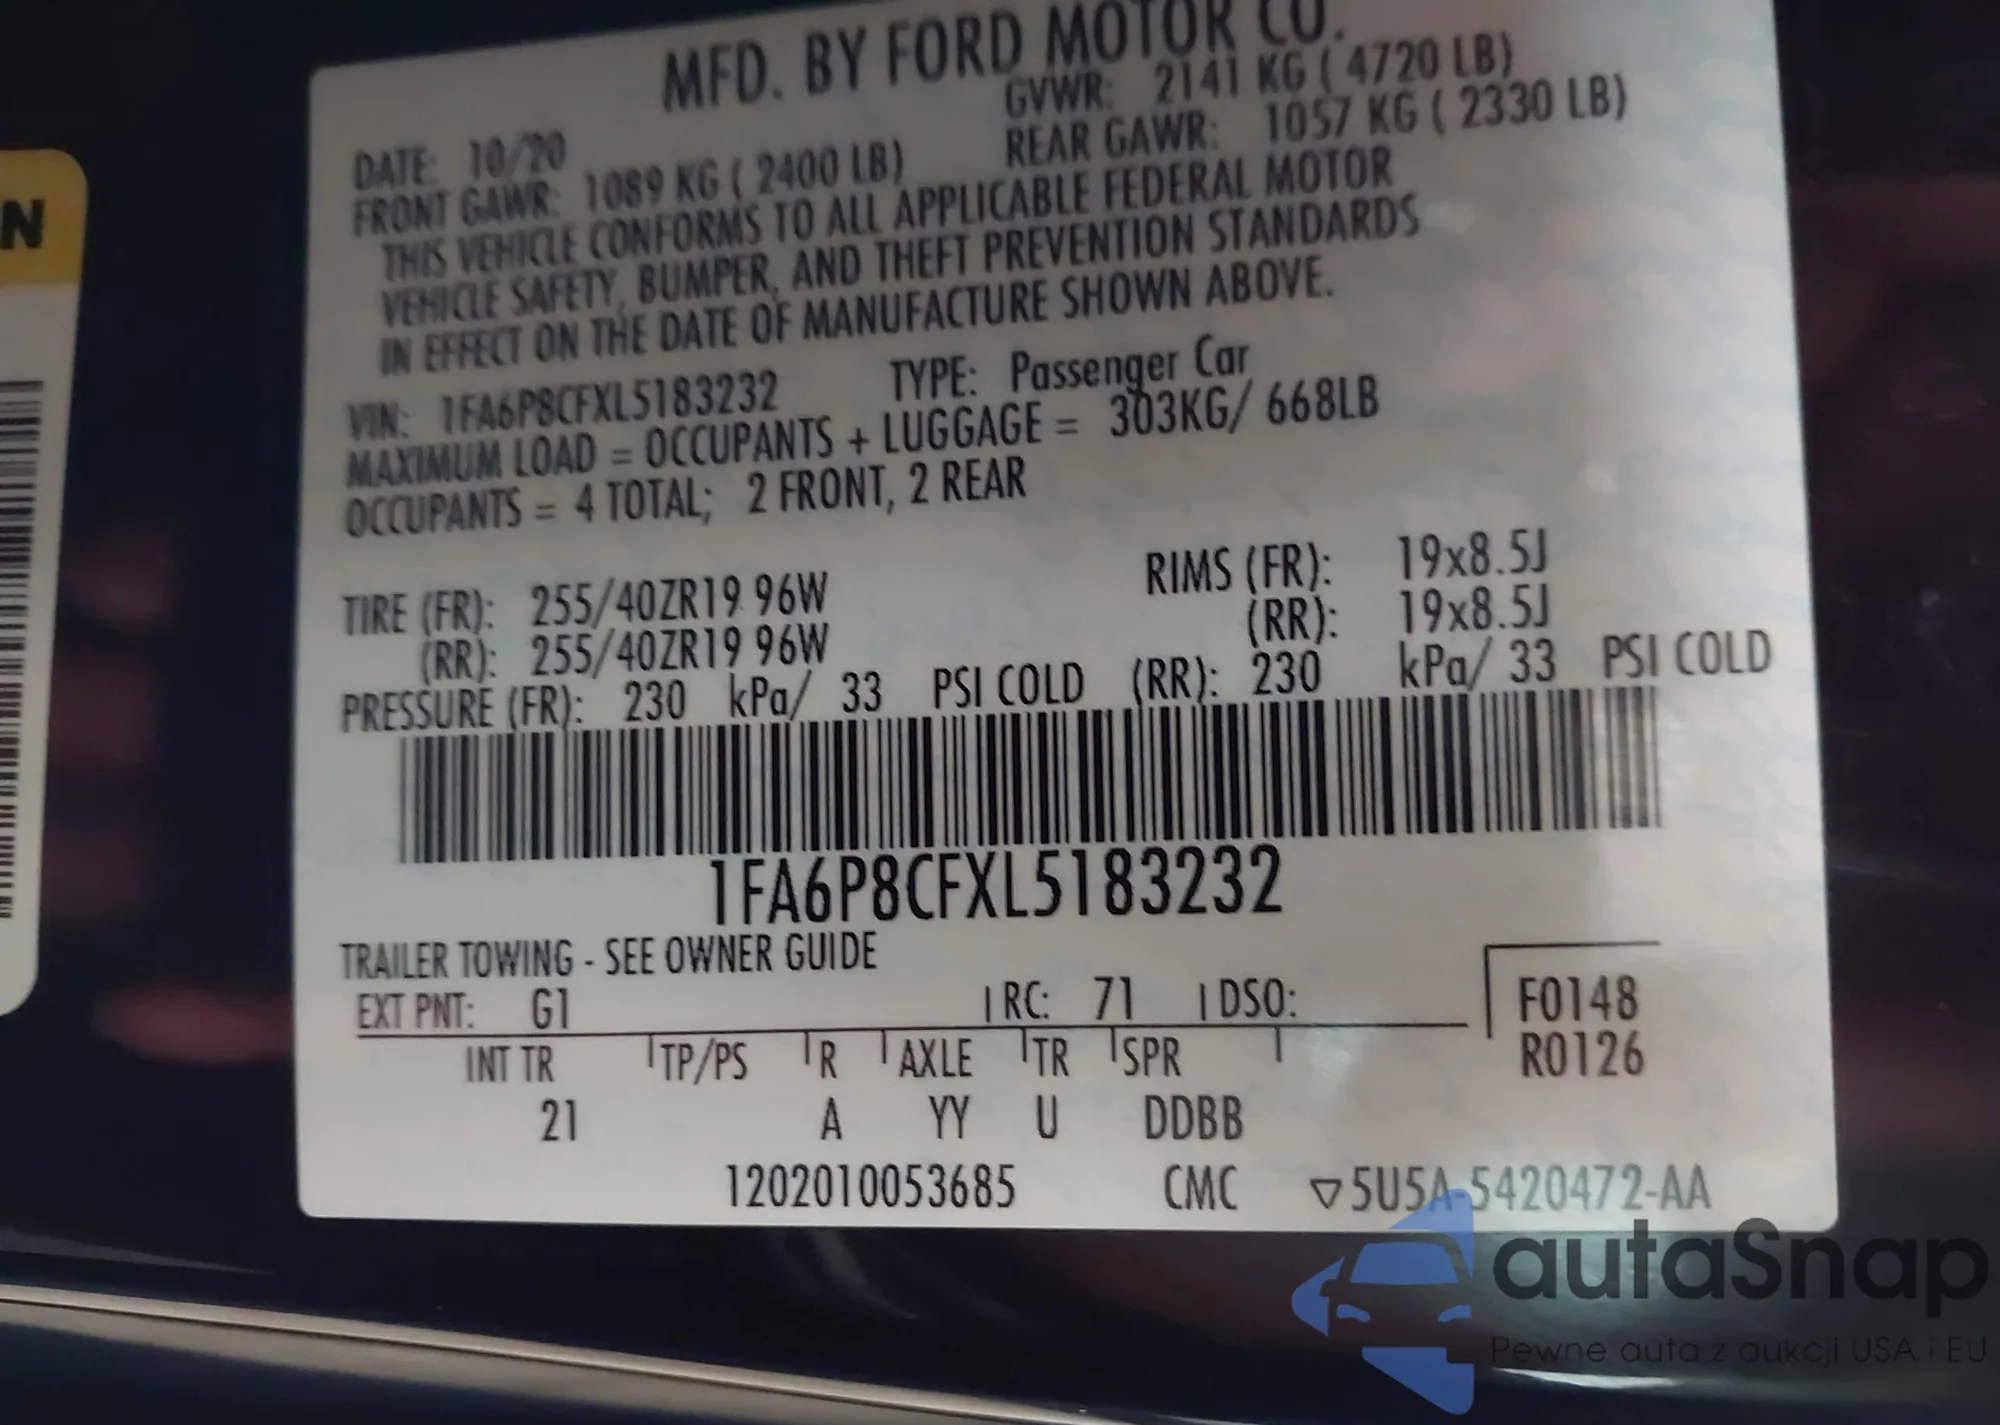 MFD. BY FORD MOTOR CO.
DATE: 10/20 GVWR: 2141 KG ( 4720 LB)
FRONT GAWR: 1089 KG ( 2400 LB) REAR GAWR: 1057 KG ( 2330 LB)
THIS VEHICLE CONFORMS TO ALL APPLICABLE FEDERAL MOTOR
VEHICLE SAFETY, BUMPER, AND THEFT PREVENTION STANDARDS
IN EFFECT ON THE DATE OF MANUFACTURE SHOWN ABOVE.
VIN: 1FA6P8CFXL5183232 TYPE: Passenger Car
MAXIMUM LOAD = OCCUPANTS + LUGGAGE = 303KG/ 668LB
OCCUPANTS = 4 TOTAL; 2 FRONT, 2 REAR
TIRE (FR): 255/40ZR19 96W RIMS (FR): 19x8.5J
(RR): 255/40ZR19 96W (RR): 19x8.5J
PRESSURE (FR): 230 kPa/ 33 PSI COLD (RR): 230 kPa/ 33 PSI COLD
1FA6P8CFXL5183232
TRAILER TOWING - SEE OWNER GUIDE
EXT PNT: G1 RC: 71 DSO: F0148
R0126
INT TR TP/PS R AXLE TR SPR
21 A YY U DDBB
1202010053685 CMC ▽5U5A-5420472-AA
N
autaSnap
Pewne auta z aukcji USA i EU